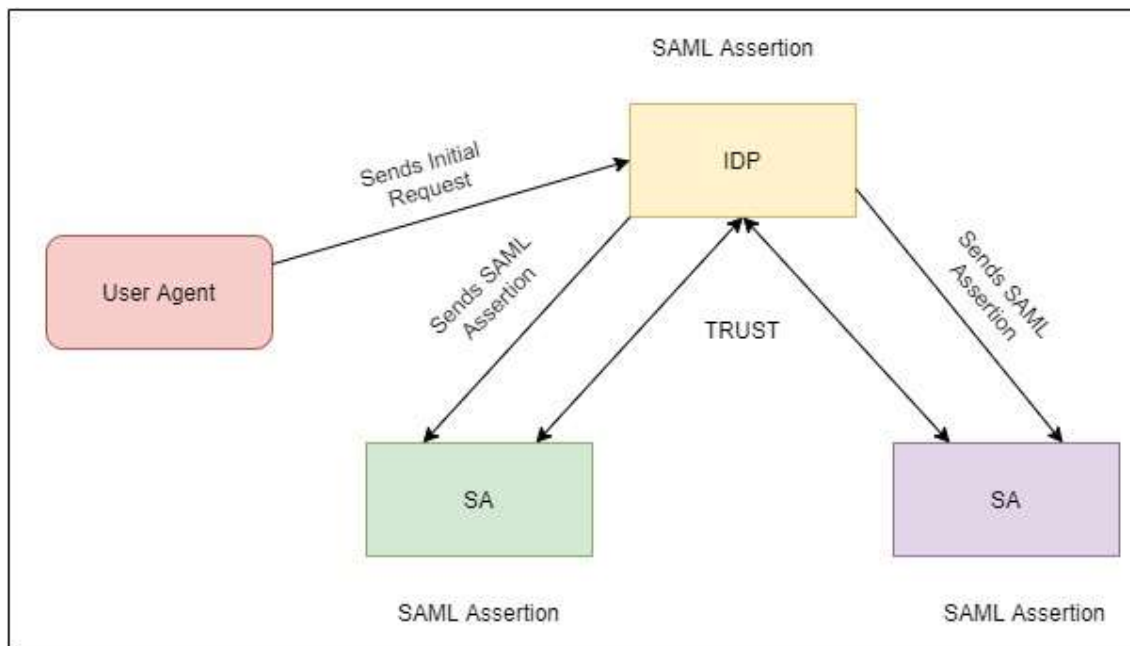 SAML Assertion
IDP
Sends Initial
Request
User Agent
Sends SAML
Assertion
TRUST
Sends SAML
Assertion
SA
SA
SAML Assertion
SAML Assertion